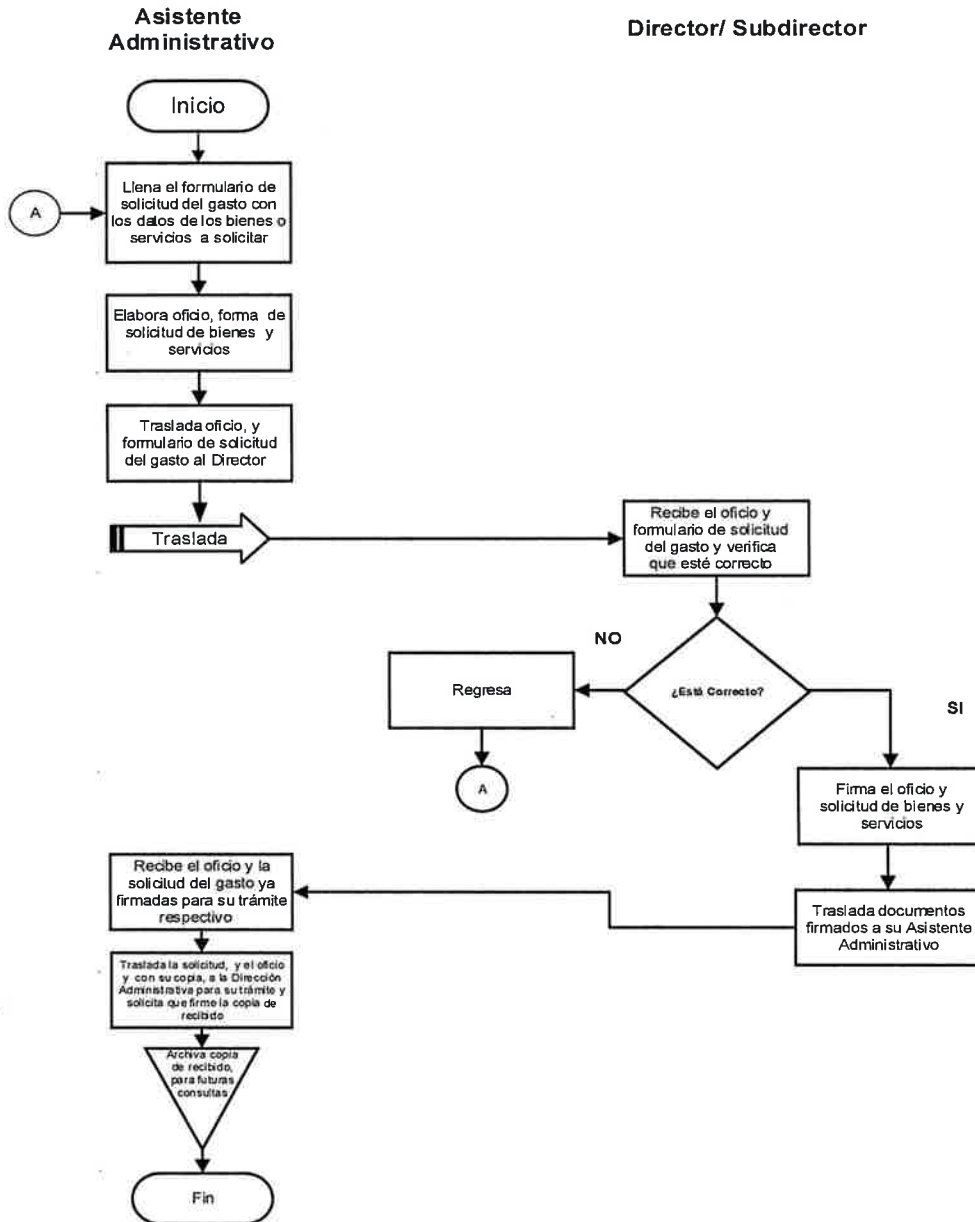 Asistente
Administrativo
Director/ Subdirector
Inicio
A
Llena el formulario de
solicitud del gasto con
los datos de los bienes o
servicios a solicitar
Elabora oficio, forma de
solicitud de bienes y
servicios
Traslada oficio, y
formulario de solicitud
del gasto al Director
Traslada
Recibe el oficio y
formulario de solicitud
del gasto y verifica
que esté correcto
NO
Regresa
¿Está Correcto?
SI
A
Firma el oficio y
solicitud de bienes y
servicios
Recibe el oficio y la
solicitud del gasto ya
firmadas para su trámite
respectivo
Traslada documentos
firmados a su Asistente
Administrativo
Traslada la solicitud, y el oficio
y con su copia, a la Dirección
Administrativa para su trámite y
solicita que firme la copia de
recibido
Archiva copia
de recibido,
para futuras
consultas
Fin